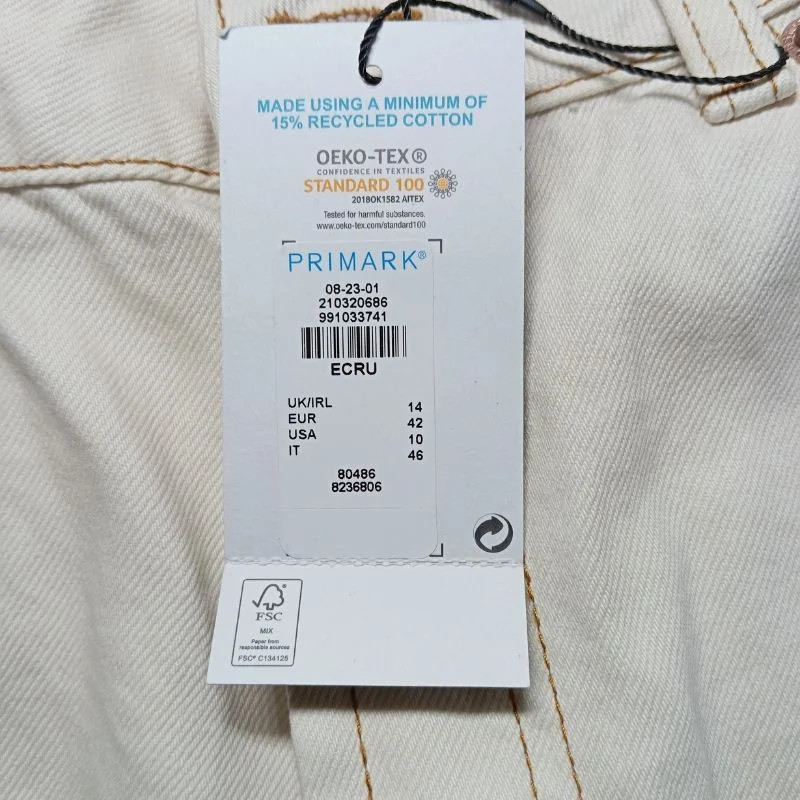 MADE USING A MINIMUM OF
15% RECYCLED COTTON
OEKO-TEX®
CONFIDENCE IN TEXTILES
STANDARD 100
2018OK1582 AITEX
Tested for harmful substances.
www.oeko-tex.com/standard100
PRIMARK®
08-23-01
210320686
991033741
ECRU
UK/IRL 14
EUR 42
USA 10
IT 46
80486
8236806
FSC
MIX
Paper from
responsible sources
FSC® C134125